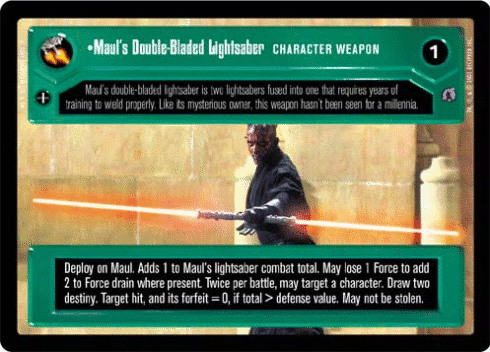 •Maul's Double-Bladed Lightsaber CHARACTER WEAPON 1
Maul's double-bladed lightsaber is two lightsabers fused into one that requires years of
training to wield properly. Like its mysterious owner, this weapon hasn't been seen for a millennia.
Deploy on Maul. Adds 1 to Maul's lightsaber combat total. May lose 1 Force to add
2 to Force drain where present. Twice per battle, may target a character. Draw two
destiny. Target hit, and its forfeit = 0, if total > defense value. May not be stolen.